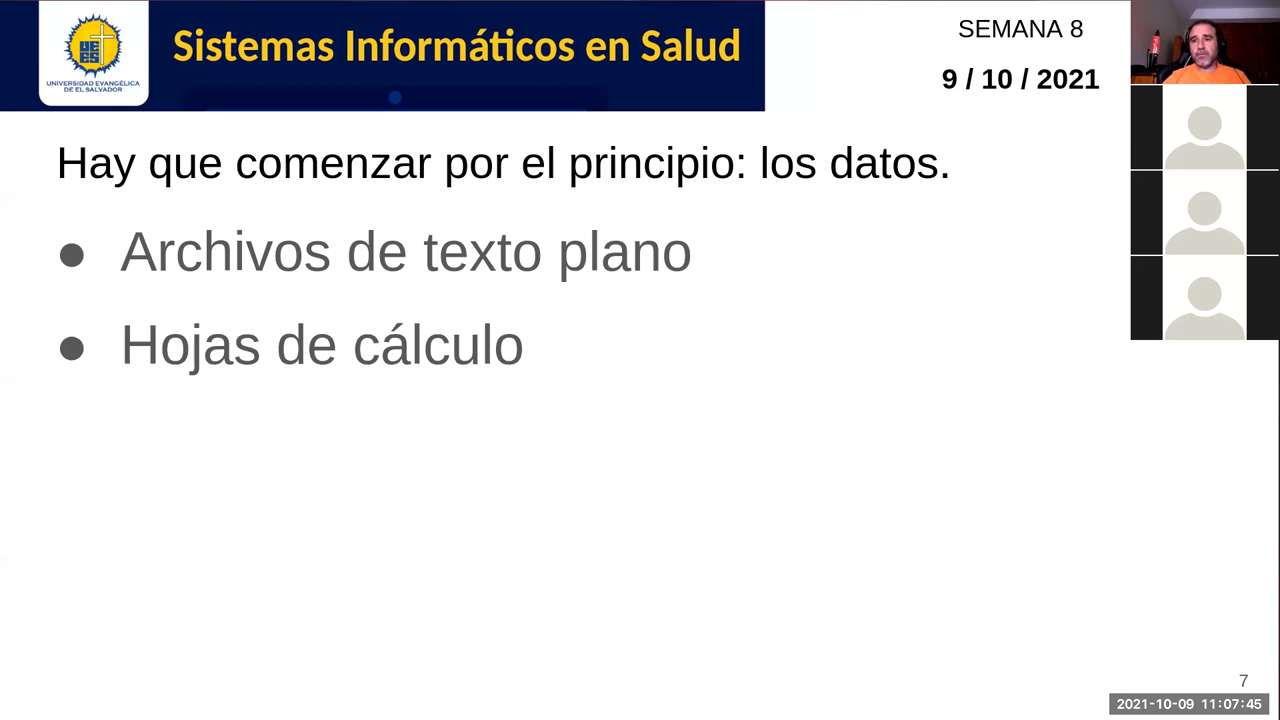 Sistemas Informáticos en Salud
UNIVERSIDAD EVANGÉLICA
DE EL SALVADOR
SEMANA 8
9 / 10 / 2021
Hay que comenzar por el principio: los datos.
● Archivos de texto plano
● Hojas de cálculo
7
2021-10-09 11:07:45